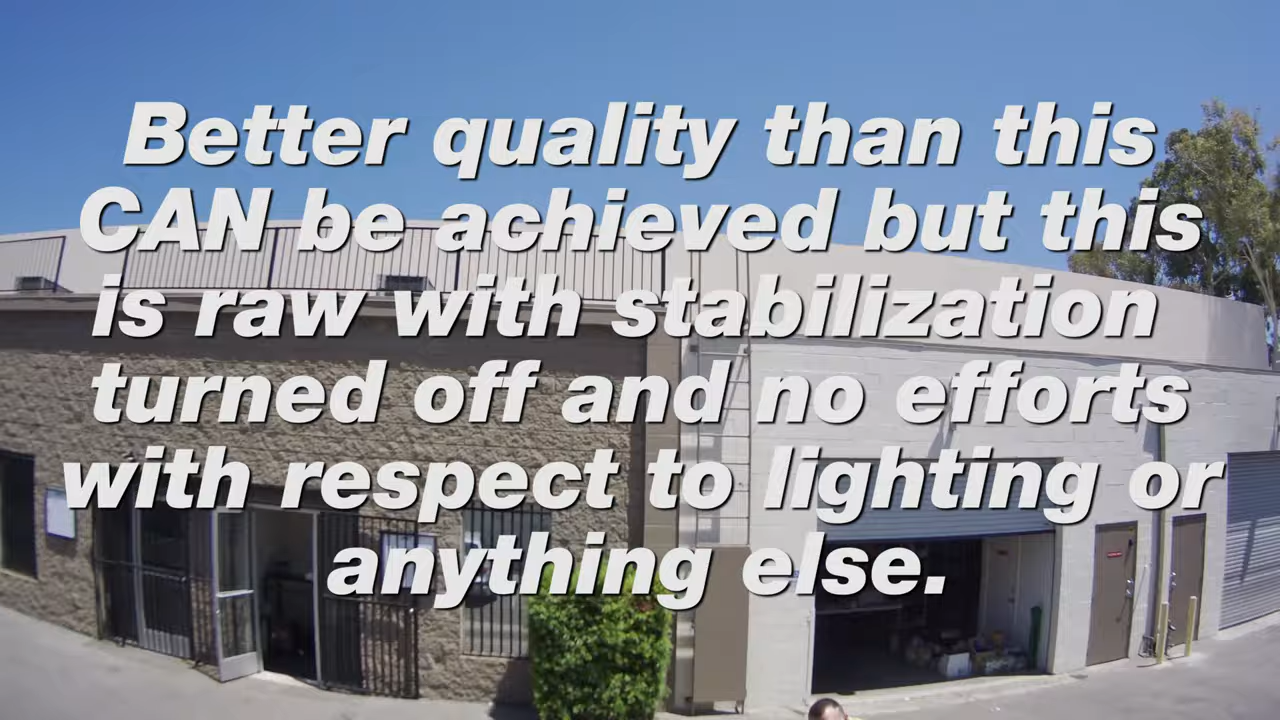 Better quality than this
CAN be achieved but this
is raw with stabilization
turned off and no efforts
with respect to lighting or
anything else.